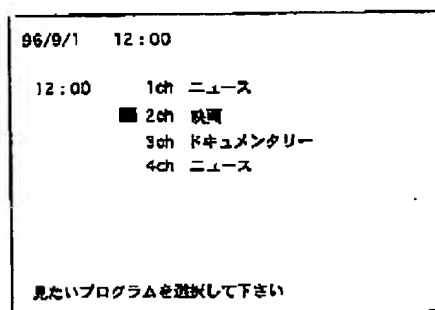 96/9/1 12:00
12:00 1ch ニュース
2ch 映画
3ch ドキュメンタリー
4ch ニュース
見たいプログラムを選択して下さい